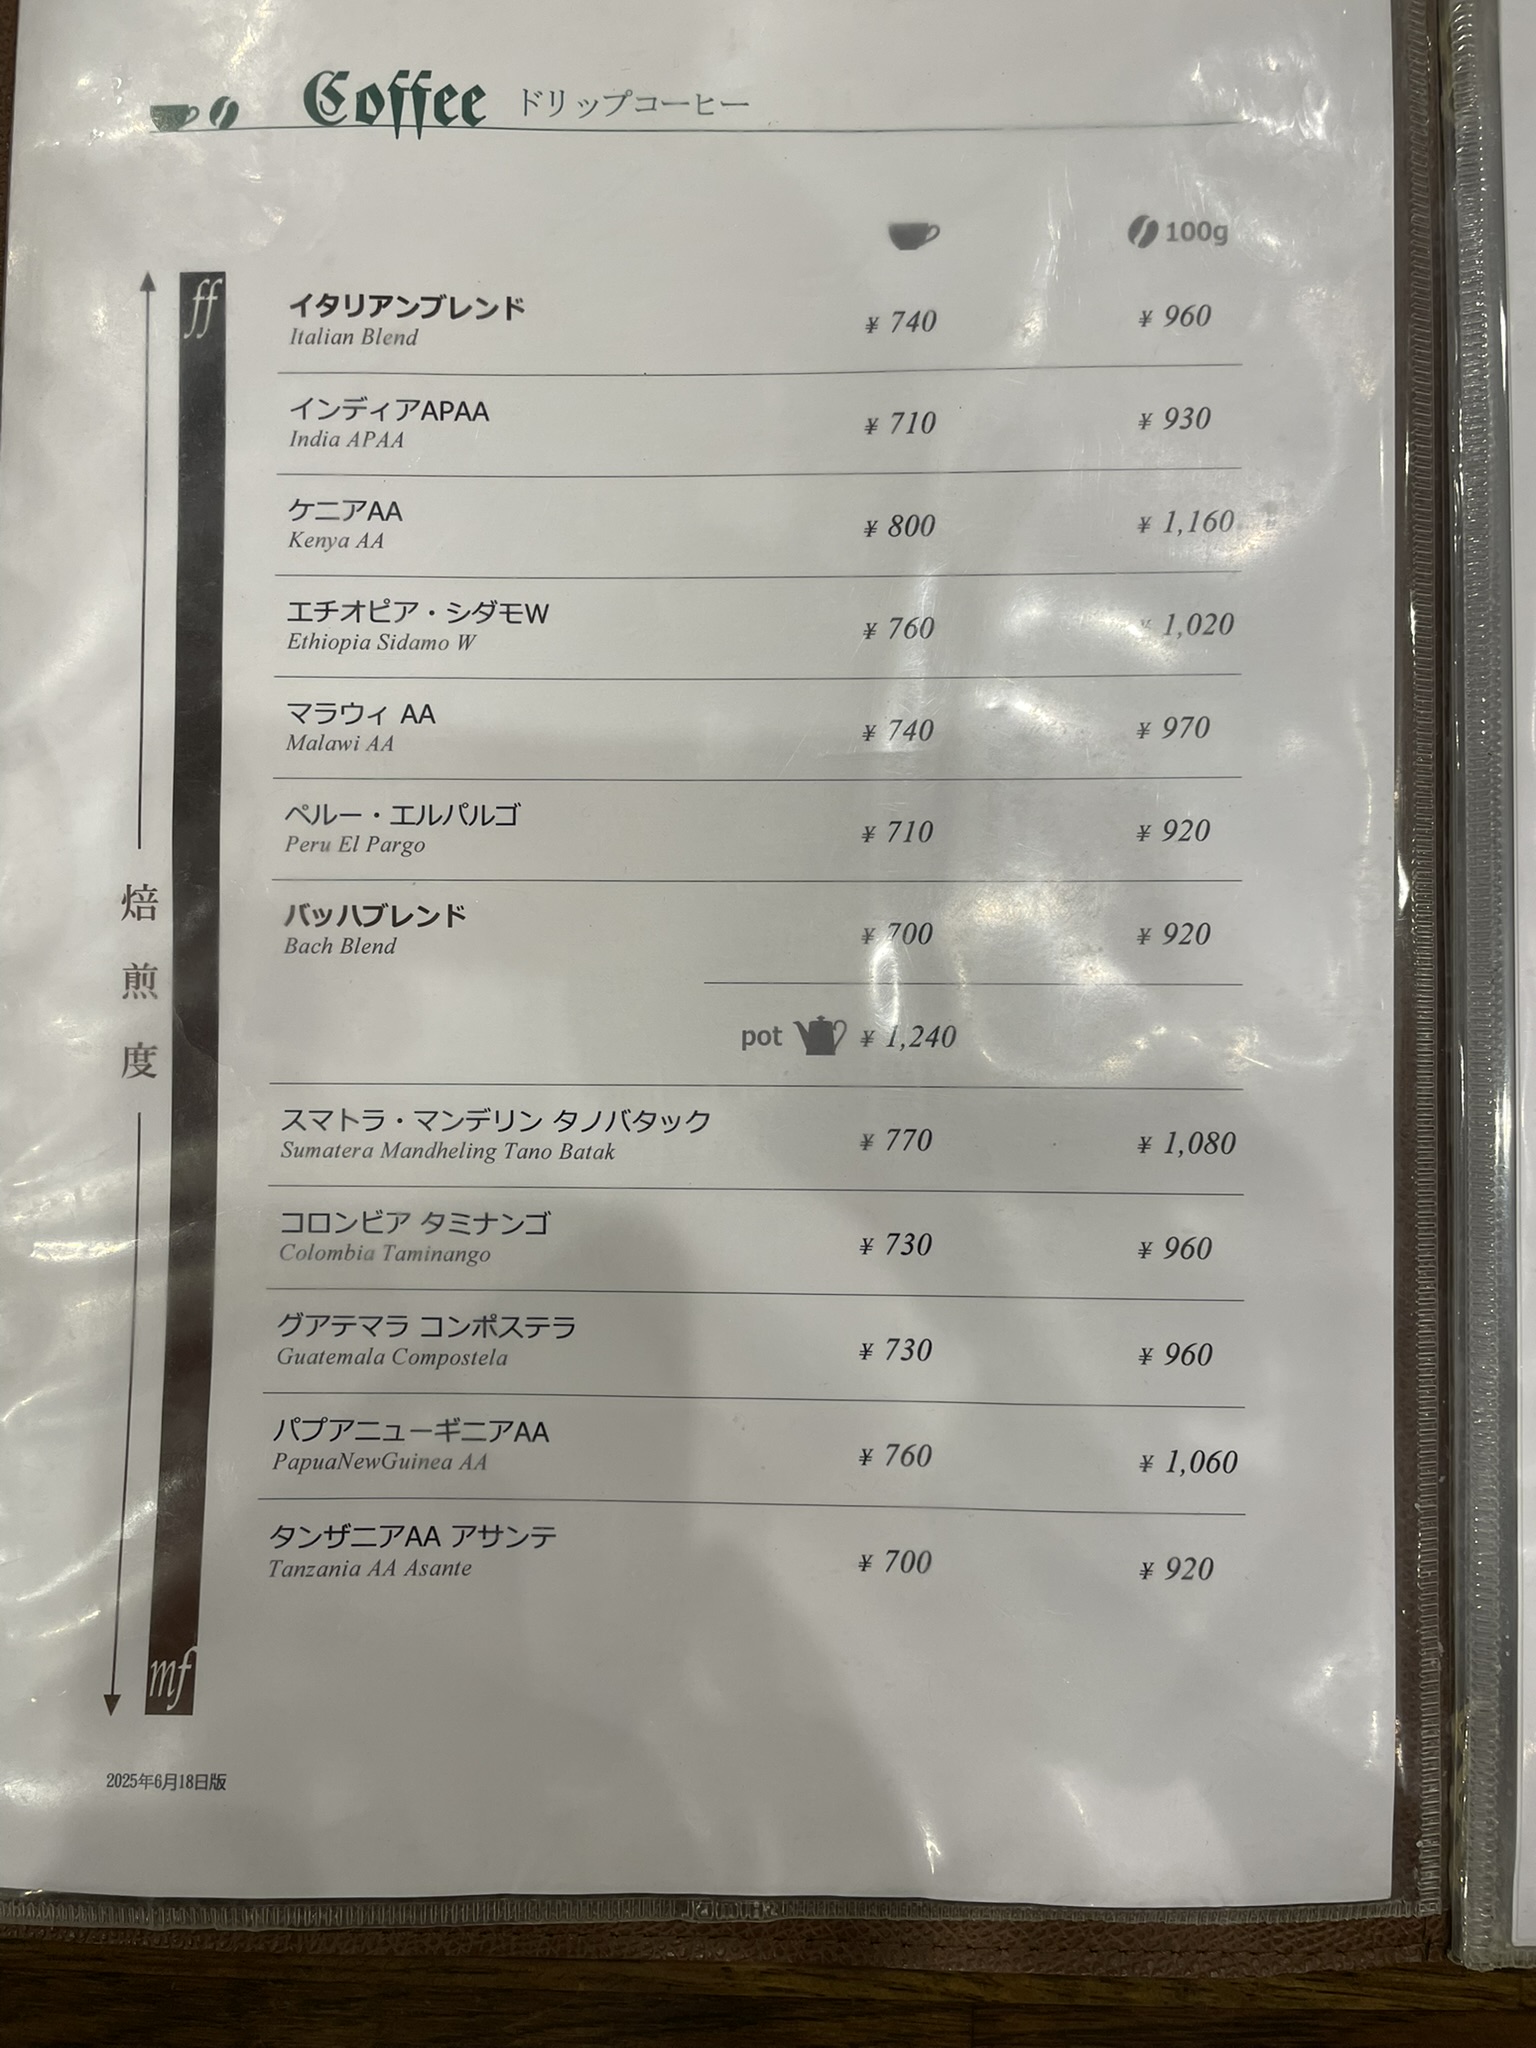 Coffee ドリップコーヒー
100g
ff
イタリアンブレンド ¥ 740 ¥ 960
Italian Blend
インディアAPAA ¥ 710 ¥ 930
India APAA
ケニアAA ¥ 800 ¥ 1,160
Kenya AA
エチオピア・シダモW ¥ 760 ¥ 1,020
Ethiopia Sidamo W
マラウィ AA ¥ 740 ¥ 970
Malawi AA
ペルー・エルパルゴ ¥ 710 ¥ 920
Peru El Pargo
バッハブレンド ¥ 700 ¥ 920
Bach Blend
pot ¥ 1,240
焙煎度
スマトラ・マンデリン タノバタック ¥ 770 ¥ 1,080
Sumatera Mandheling Tano Batak
コロンビア タミナンゴ ¥ 730 ¥ 960
Colombia Taminango
グアテマラ コンポステラ ¥ 730 ¥ 960
Guatemala Compostela
パプアニューギニアAA ¥ 760 ¥ 1,060
PapuaNewGuinea AA
タンザニアAA アサンテ ¥ 700 ¥ 920
Tanzania AA Asante
mf
2025年6月18日版